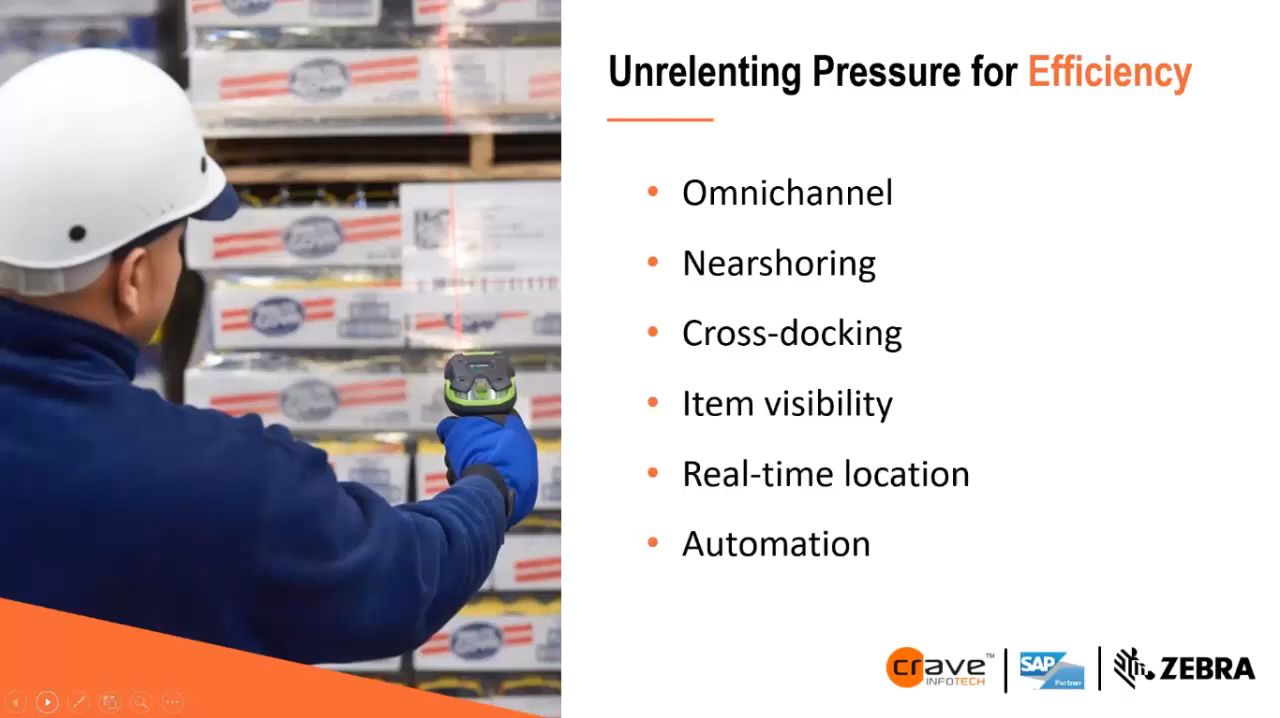 Unrelenting Pressure for Efficiency
• Omnichannel
• Nearshoring
• Cross-docking
• Item visibility
• Real-time location
• Automation
crave™
INFOTECH
SAP
Partner
ZEBRA